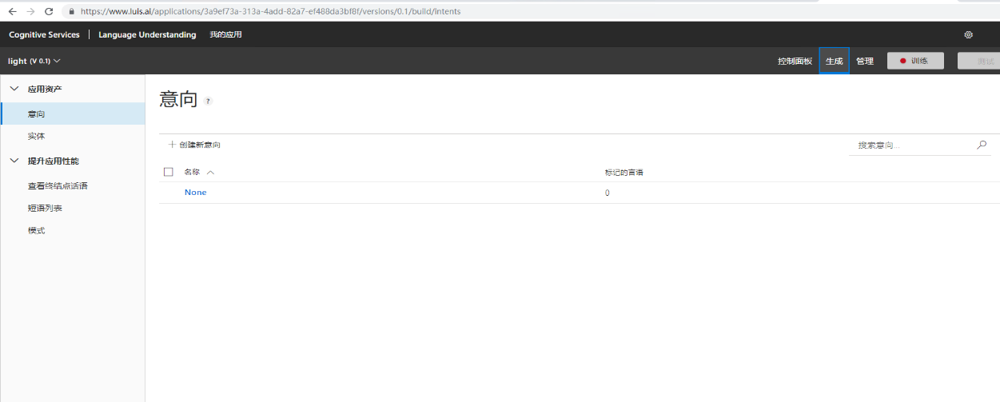 https://www.luis.ai/applications/3a9ef73a-313a-4add-82a7-ef488da3bf8f/versions/0.1/build/intents
Cognitive Services | Language Understanding 我的应用
light (V 0.1) 控制面板 生成 管理 训练 测试
应用资产
意向
实体
提升应用性能
查看终结点话语
短语列表
模式
意向 ?
创建新意向 搜索意向...
名称 标记的言语
None 0